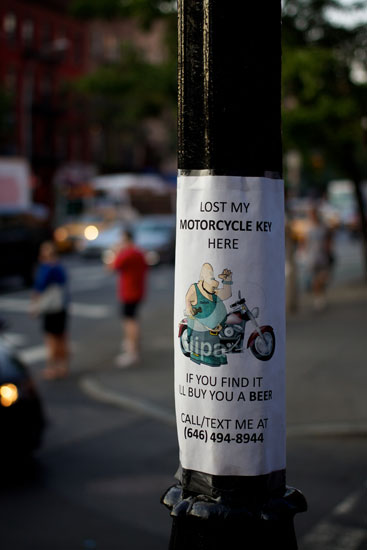 LOST MY
MOTORCYCLE KEY
HERE
IF YOU FIND IT
LL BUY YOU A BEER
CALL/TEXT ME AT
(646) 494-8944